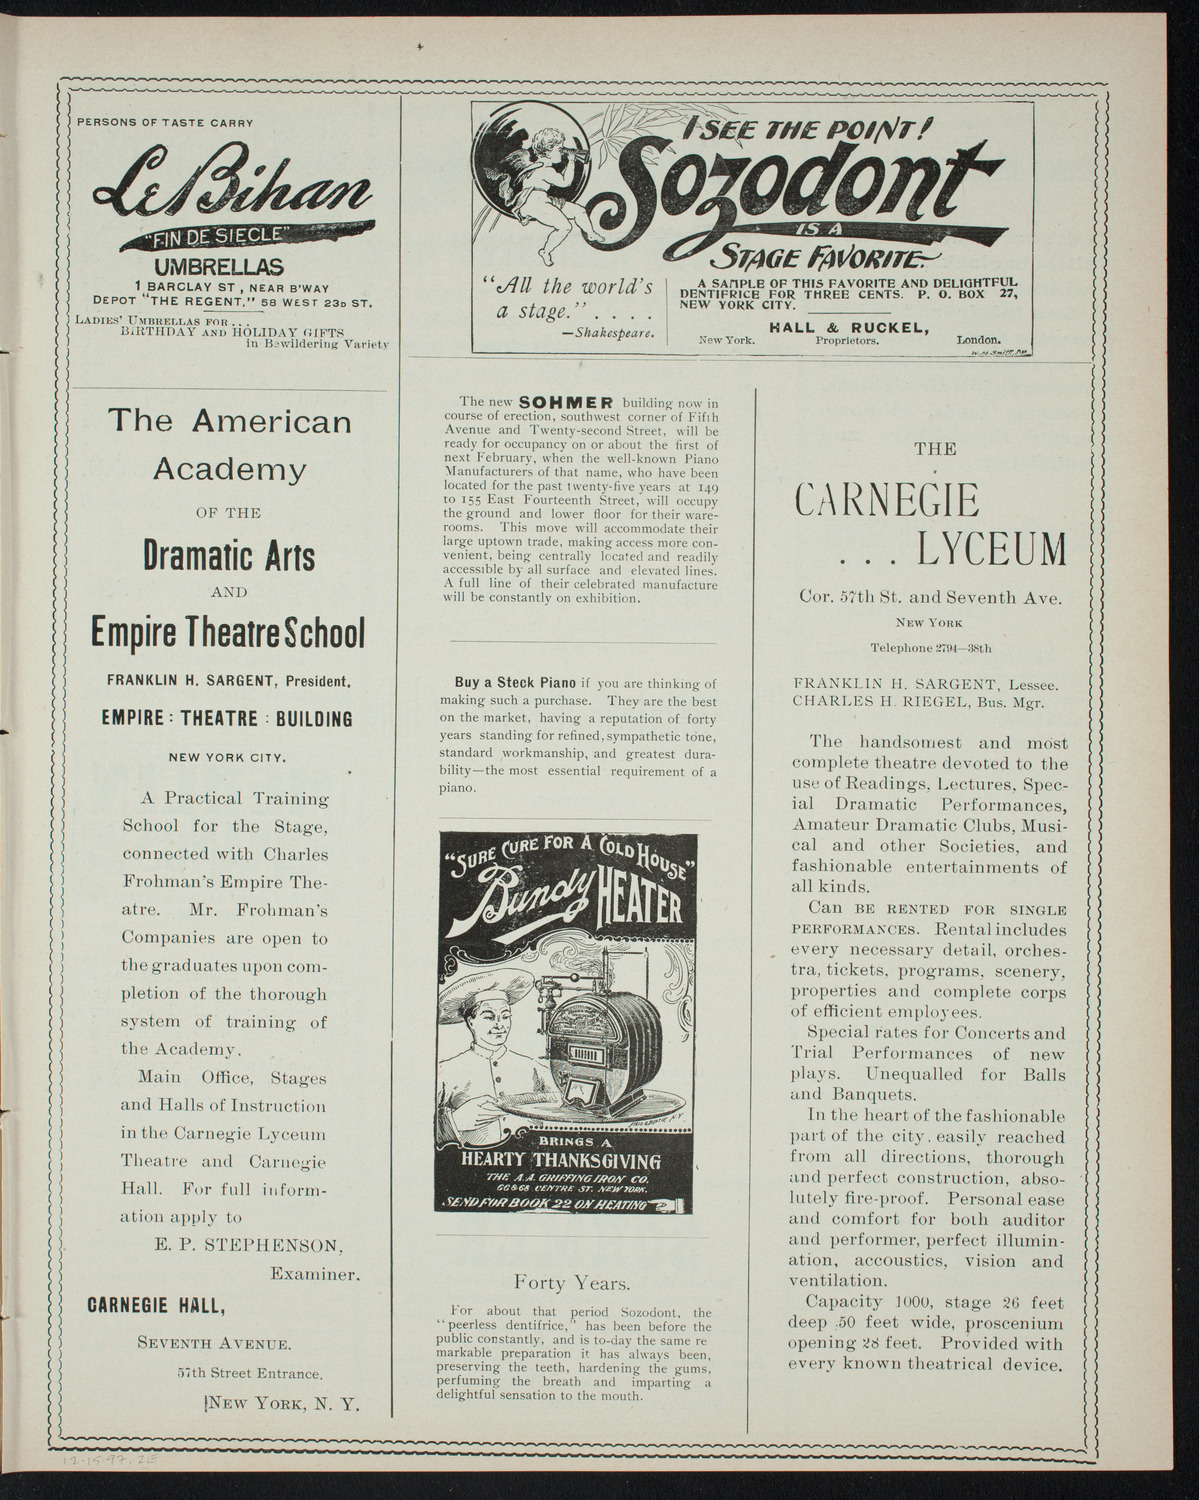 PERSONS OF TASTE CARRY
Le Bihan
"FIN DE SIECLE"
UMBRELLAS
1 BARCLAY ST, NEAR B'WAY
DEPOT "THE REGENT," 58 WEST 23D ST.
LADIES' UMBRELLAS FOR . . .
BIRTHDAY AND HOLIDAY GIFTS
in Bewildering Variety
I SEE THE POINT!
Sozodont
IS A
STAGE FAVORITE.
"All the world's
a stage." . . . .
—Shakespeare.
A SAMPLE OF THIS FAVORITE AND DELIGHTFUL
DENTIFRICE FOR THREE CENTS. P. O. BOX 27,
NEW YORK CITY.
HALL & RUCKEL,
New York. Proprietors. London.
The American
Academy
OF THE
Dramatic Arts
AND
Empire Theatre School
FRANKLIN H. SARGENT, President.
EMPIRE : THEATRE : BUILDING
NEW YORK CITY.
A Practical Training
School for the Stage,
connected with Charles
Frohman's Empire The-
atre. Mr. Frohman's
Companies are open to
the graduates upon com-
pletion of the thorough
system of training of
the Academy.
Main Office, Stages
and Halls of Instruction
in the Carnegie Lyceum
Theatre and Carnegie
Hall. For full inform-
ation apply to
E. P. STEPHENSON,
Examiner.
CARNEGIE HALL,
SEVENTH AVENUE.
57th Street Entrance.
NEW YORK, N. Y.
The new SOHMER building now in
course of erection, southwest corner of Fifth
Avenue and Twenty-second Street, will be
ready for occupancy on or about the first of
next February, when the well-known Piano
Manufacturers of that name, who have been
located for the past twenty-five years at 149
to 155 East Fourteenth Street, will occupy
the ground and lower floor for their ware-
rooms. This move will accommodate their
large uptown trade, making access more con-
venient, being centrally located and readily
accessible by all surface and elevated lines.
A full line of their celebrated manufacture
will be constantly on exhibition.
Buy a Steck Piano if you are thinking of
making such a purchase. They are the best
on the market, having a reputation of forty
years standing for refined, sympathetic tone,
standard workmanship, and greatest dura-
bility—the most essential requirement of a
piano.
"SURE CURE FOR A COLD HOUSE"
Bundy HEATER
BRINGS A
HEARTY THANKSGIVING
THE A.A. GRIFFING IRON CO.
66 & 68 CENTRE ST. NEW YORK.
SEND FOR BOOK 22 ON HEATING
Forty Years.
For about that period Sozodont, the
"peerless dentifrice," has been before the
public constantly, and is to-day the same re
markable preparation it has always been,
preserving the teeth, hardening the gums,
perfuming the breath and imparting a
delightful sensation to the mouth.
THE
CARNEGIE
. . . LYCEUM
Cor. 57th St. and Seventh Ave.
NEW YORK
Telephone 2794—38th
FRANKLIN H. SARGENT, Lessee.
CHARLES H. RIEGEL, Bus. Mgr.
The handsomest and most
complete theatre devoted to the
use of Readings, Lectures, Spec-
ial Dramatic Performances,
Amateur Dramatic Clubs, Musi-
cal and other Societies, and
fashionable entertainments of
all kinds.
Can BE RENTED FOR SINGLE
PERFORMANCES. Rental includes
every necessary detail, orches-
tra, tickets, programs, scenery,
properties and complete corps
of efficient employees.
Special rates for Concerts and
Trial Performances of new
plays. Unequalled for Balls
and Banquets.
In the heart of the fashionable
part of the city, easily reached
from all directions, thorough
and perfect construction, abso-
lutely fire-proof. Personal ease
and comfort for both auditor
and performer, perfect illumin-
ation, accoustics, vision and
ventilation.
Capacity 1000, stage 26 feet
deep 50 feet wide, proscenium
opening 28 feet. Provided with
every known theatrical device.
12-15-97. 2E